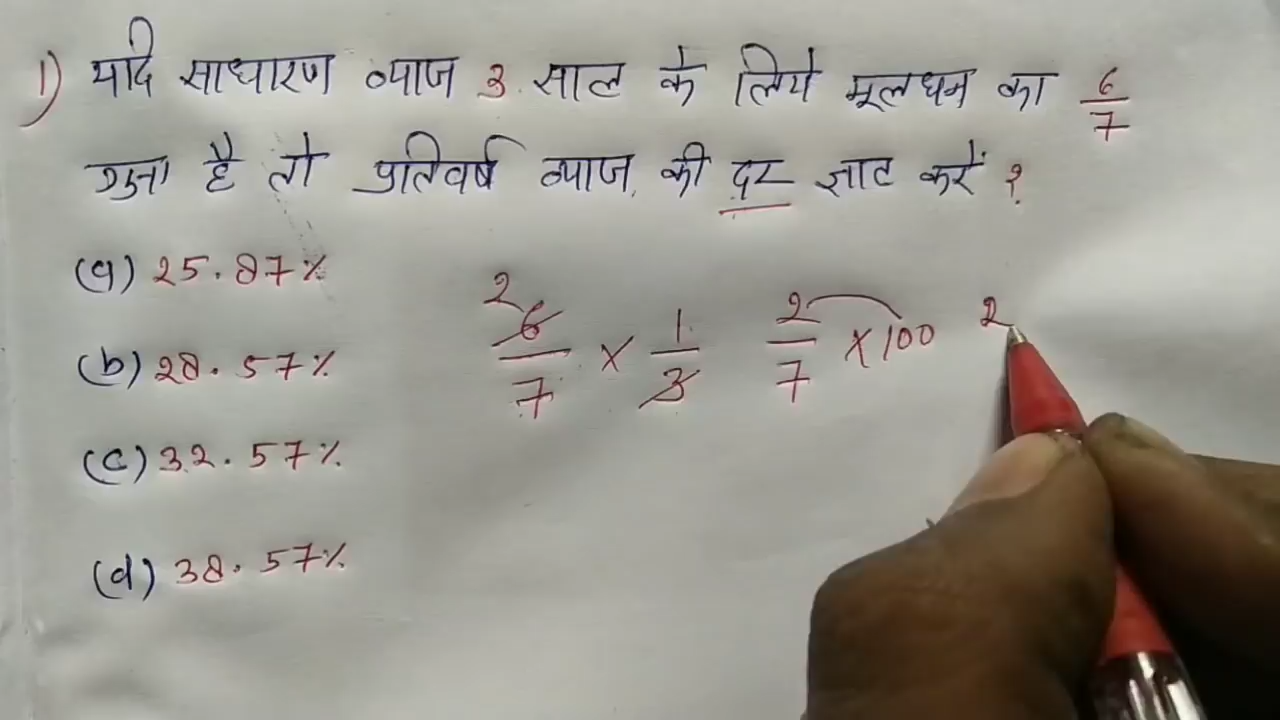 1) यदि साधारण ब्याज 3 साल के लिये मूलधन का 6/7
गुना है तो प्रतिवर्ष ब्याज की दर ज्ञात करें ?
(a) 25.87%
(b) 28.57%
(c) 32.57%
(d) 38.57%
2 6/7 × 1/3 2/7 × 100 2